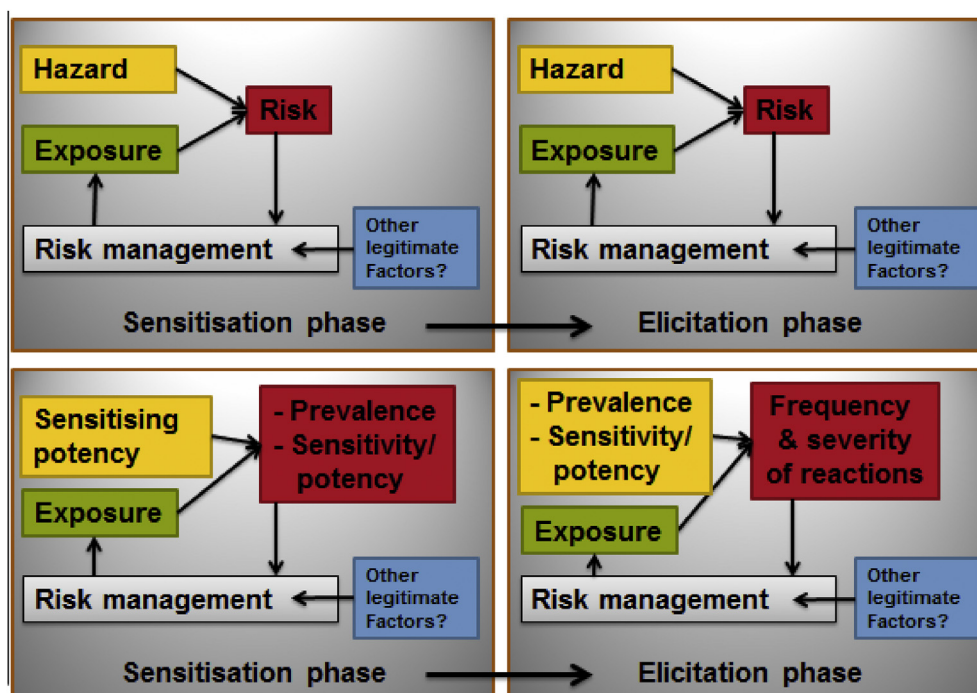 Hazard
Risk
Exposure
Risk management
Other
legitimate
Factors?
Sensitisation phase
Hazard
Risk
Exposure
Risk management
Other
legitimate
Factors?
Elicitation phase
Sensitising
potency
- Prevalence
- Sensitivity/
potency
Exposure
Risk management
Other
legitimate
Factors?
Sensitisation phase
- Prevalence
- Sensitivity/
potency
Frequency
& severity
of reactions
Exposure
Risk management
Other
legitimate
Factors?
Elicitation phase